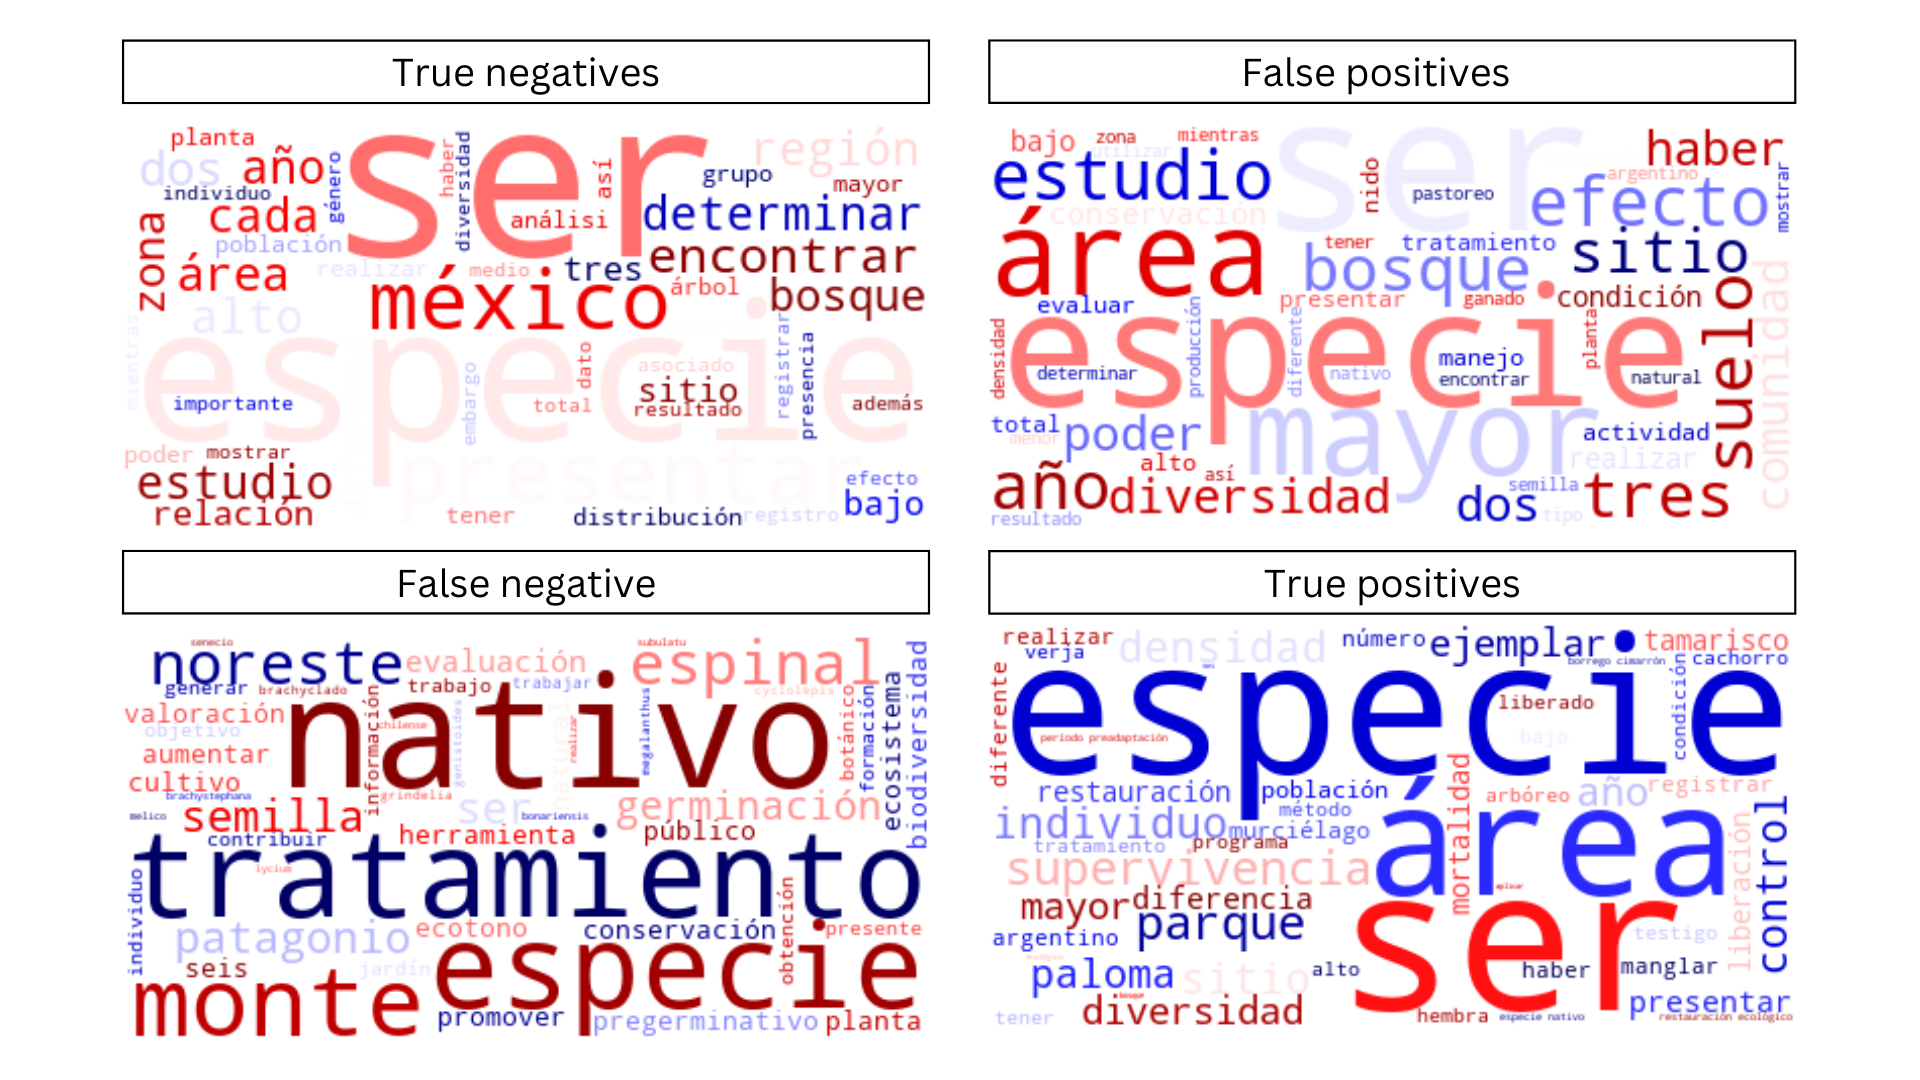 True negatives
planta
ser
región
dos
año
género
haber
diversidad
así
grupo
mayor
individuo
cada
análisi
determinar
zona
población
área
realizar
medio
tres
encontrar
méxico
árbol
bosque
alto
mientras
especie
embargo
dato
asociado
registrar
presencia
importante
total
sitio
resultado
además
poder
mostrar
presentar
estudio
relación
tener
distribución
registro
efecto
bajo
False positives
bajo
zona
mientras
utilizar
ser
haber
estudio
nido
pastoreo
argentino
efecto
mostrar
conservación
área
tener
tratamiento
sitio
bosque
evaluar
presentar
ganado
condición
suelo
comunidad
densidad
especie
producción
diferente
planta
determinar
nativo
manejo
encontrar
natural
total
menor
poder
mayor
actividad
realizar
alto
así
año
diversidad
dos
semilla
tipo
tres
resultado
False negative
senecio
subulatu
noreste
evaluación
espinal
biodiversidad
generar
brachyclado
trabajo
trabajar
cyclolepis
valoración
objetivo
nativo
información
chilense
genistoides
natural
realizar
megalanthus
botánico
formación
ecosistema
aumentar
cultivo
brachystephana
grindelia
semilla
ser
germinación
melico
bonariensis
contribuir
herramienta
público
tratamiento
lycium
individuo
patagonio
ecotono
conservación
obtención
presente
seis
jardín
especie
monte
promover
pregerminativo
planta
True positives
realizar
verja
densidad
número
ejemplar
tamarisco
borrego cimarrón
cachorro
diferente
especie
liberado
condición
período preadaptación
bajo
restauración
población
mortalidad
arbóreo
año
registrar
individuo
método
murciélago
área
liberación
control
tratamiento
programa
supervivencia
aplicar
mayor
diferencia
ser
argentino
parque
testigo
ecológico
paloma
sitio
alto
haber
manglar
bosque
presentar
tener
diversidad
hembra
especie nativo
restauración ecológico